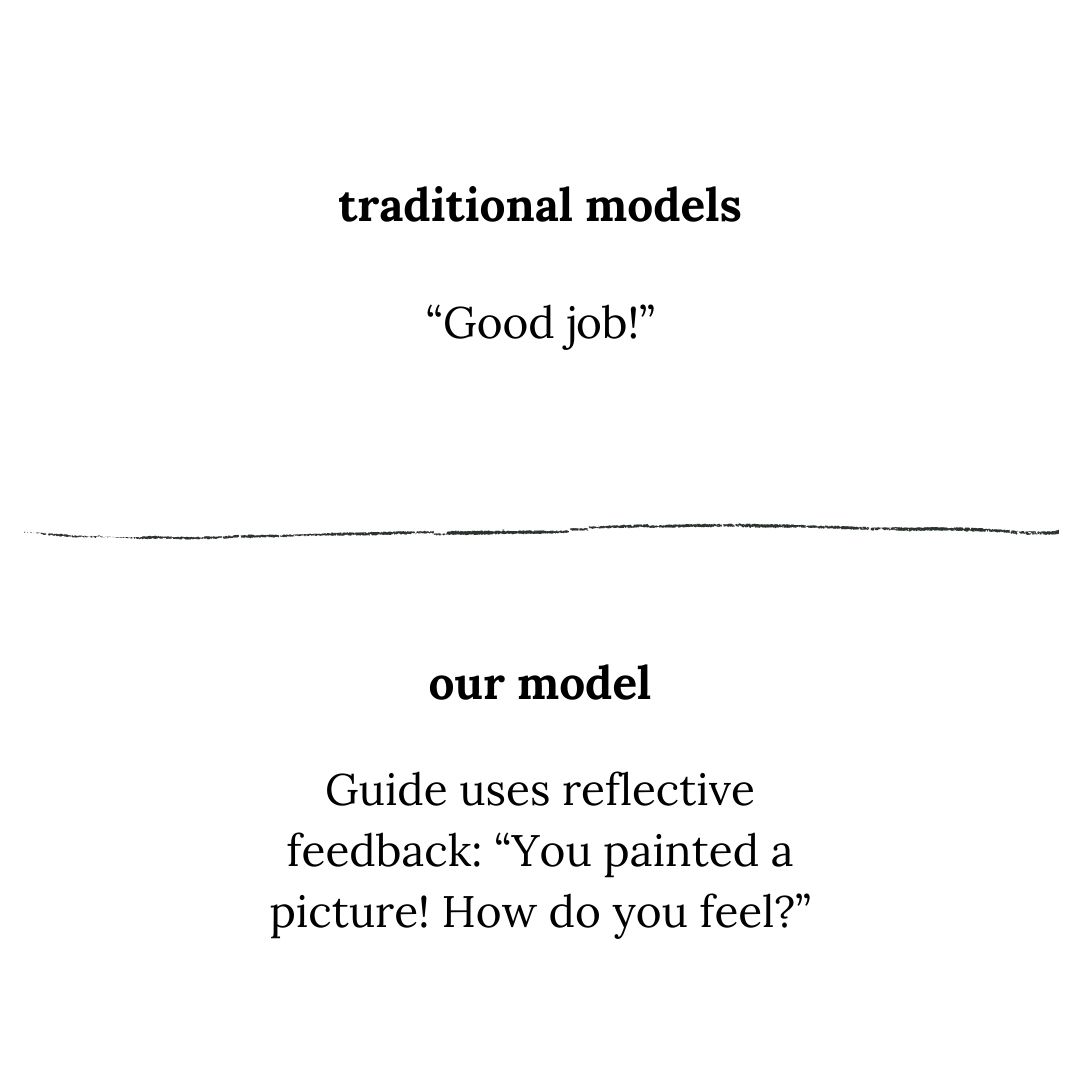 traditional models
“Good job!”
our model
Guide uses reflective
feedback: “You painted a
picture! How do you feel?”